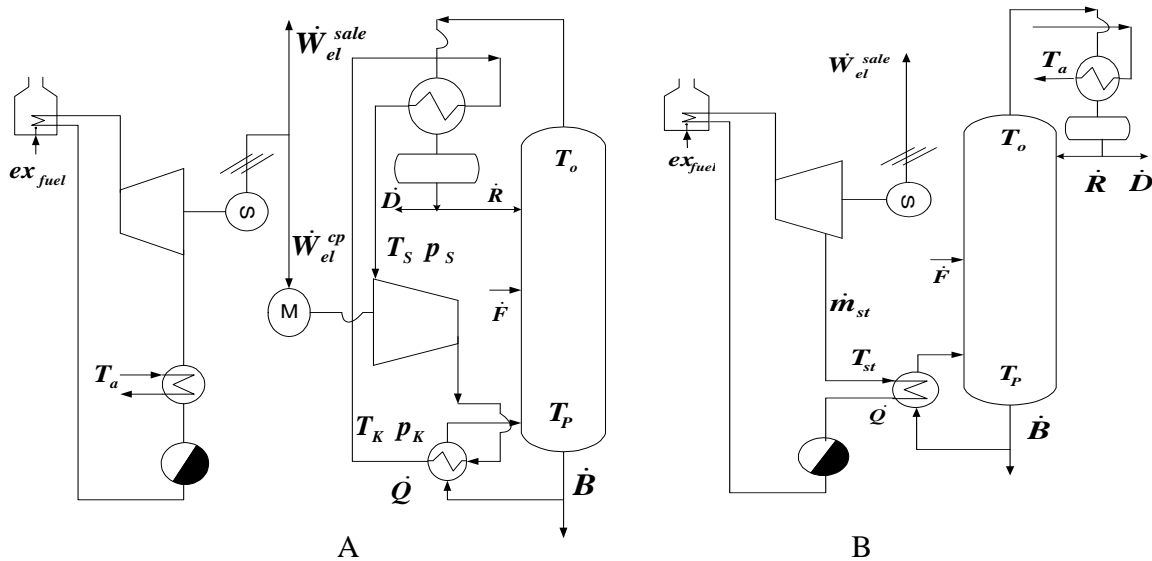 Ẇ_el^sale
ex_fuel
S
Ẇ_el^cp
M
T_a
T_o
Ḋ
Ṙ
T_S p_S
Ḟ
T_P
T_K p_K
Q̇
Ḃ
A
ex_fuel
Ẇ_el^sale
S
T_a
T_o
Ṙ
Ḋ
Ḟ
ṁ_st
T_st
T_P
Q̇
Ḃ
B